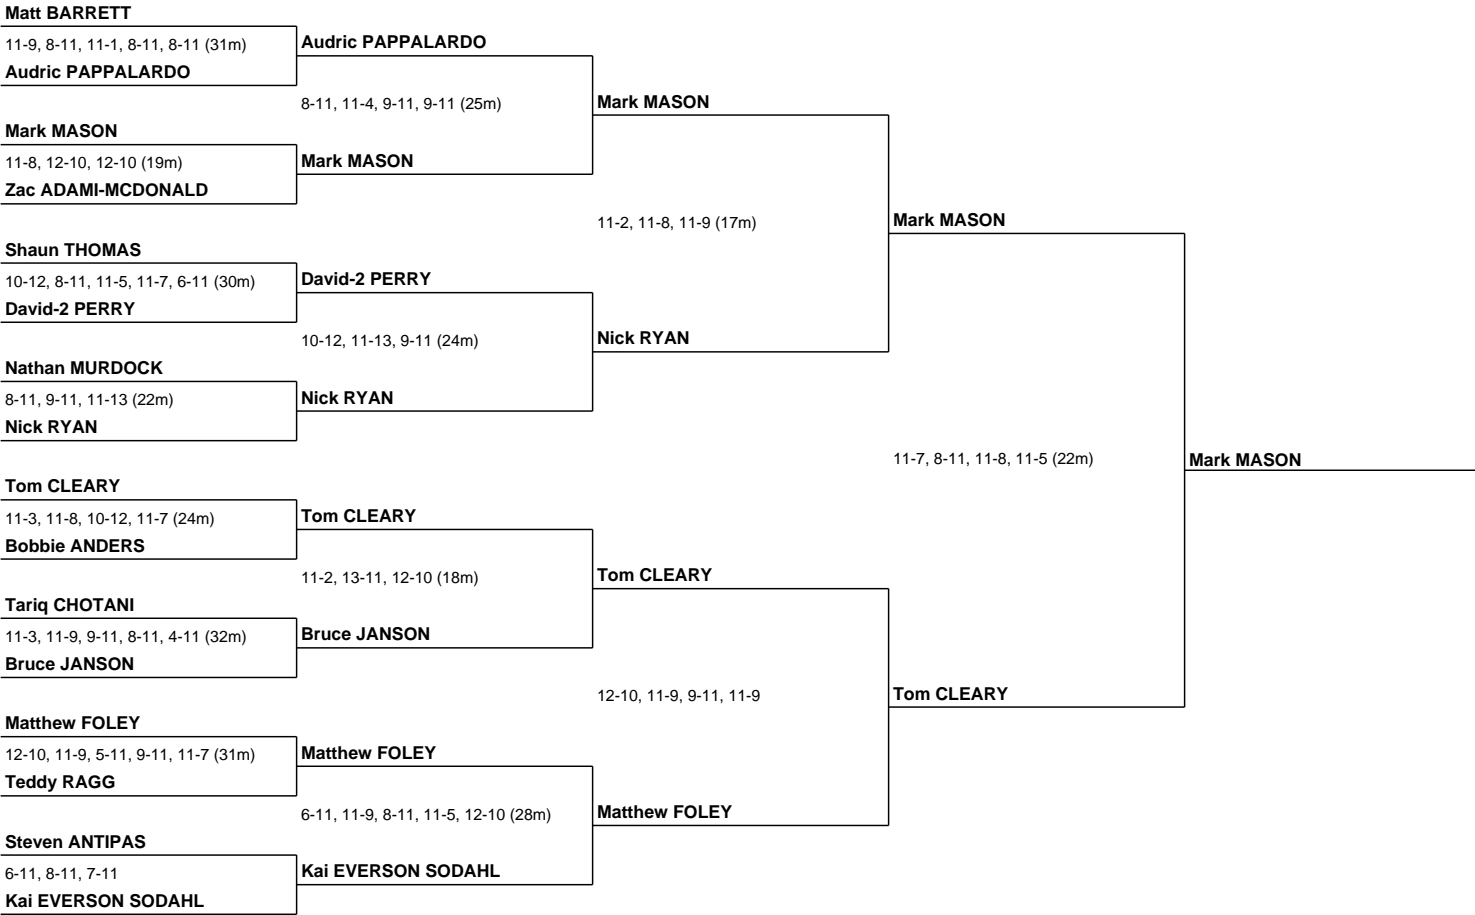 Matt BARRETT
11-9, 8-11, 11-1, 8-11, 8-11 (31m)
Audric PAPPALARDO
Mark MASON
11-8, 12-10, 12-10 (19m)
Zac ADAMI-MCDONALD
Shaun THOMAS
10-12, 8-11, 11-5, 11-7, 6-11 (30m)
David-2 PERRY
Nathan MURDOCK
8-11, 9-11, 11-13 (22m)
Nick RYAN
Tom CLEARY
11-3, 11-8, 10-12, 11-7 (24m)
Bobbie ANDERS
Tariq CHOTANI
11-3, 11-9, 9-11, 8-11, 4-11 (32m)
Bruce JANSON
Matthew FOLEY
12-10, 11-9, 5-11, 9-11, 11-7 (31m)
Teddy RAGG
Steven ANTIPAS
6-11, 8-11, 7-11
Kai EVERSON SODAHL
Audric PAPPALARDO
8-11, 11-4, 9-11, 9-11 (25m)
Mark MASON
David-2 PERRY
10-12, 11-13, 9-11 (24m)
Nick RYAN
Tom CLEARY
11-2, 13-11, 12-10 (18m)
Bruce JANSON
Matthew FOLEY
6-11, 11-9, 8-11, 11-5, 12-10 (28m)
Kai EVERSON SODAHL
Mark MASON
11-2, 11-8, 11-9 (17m)
Nick RYAN
Tom CLEARY
12-10, 11-9, 9-11, 11-9
Matthew FOLEY
Mark MASON
11-7, 8-11, 11-8, 11-5 (22m)
Tom CLEARY
Mark MASON